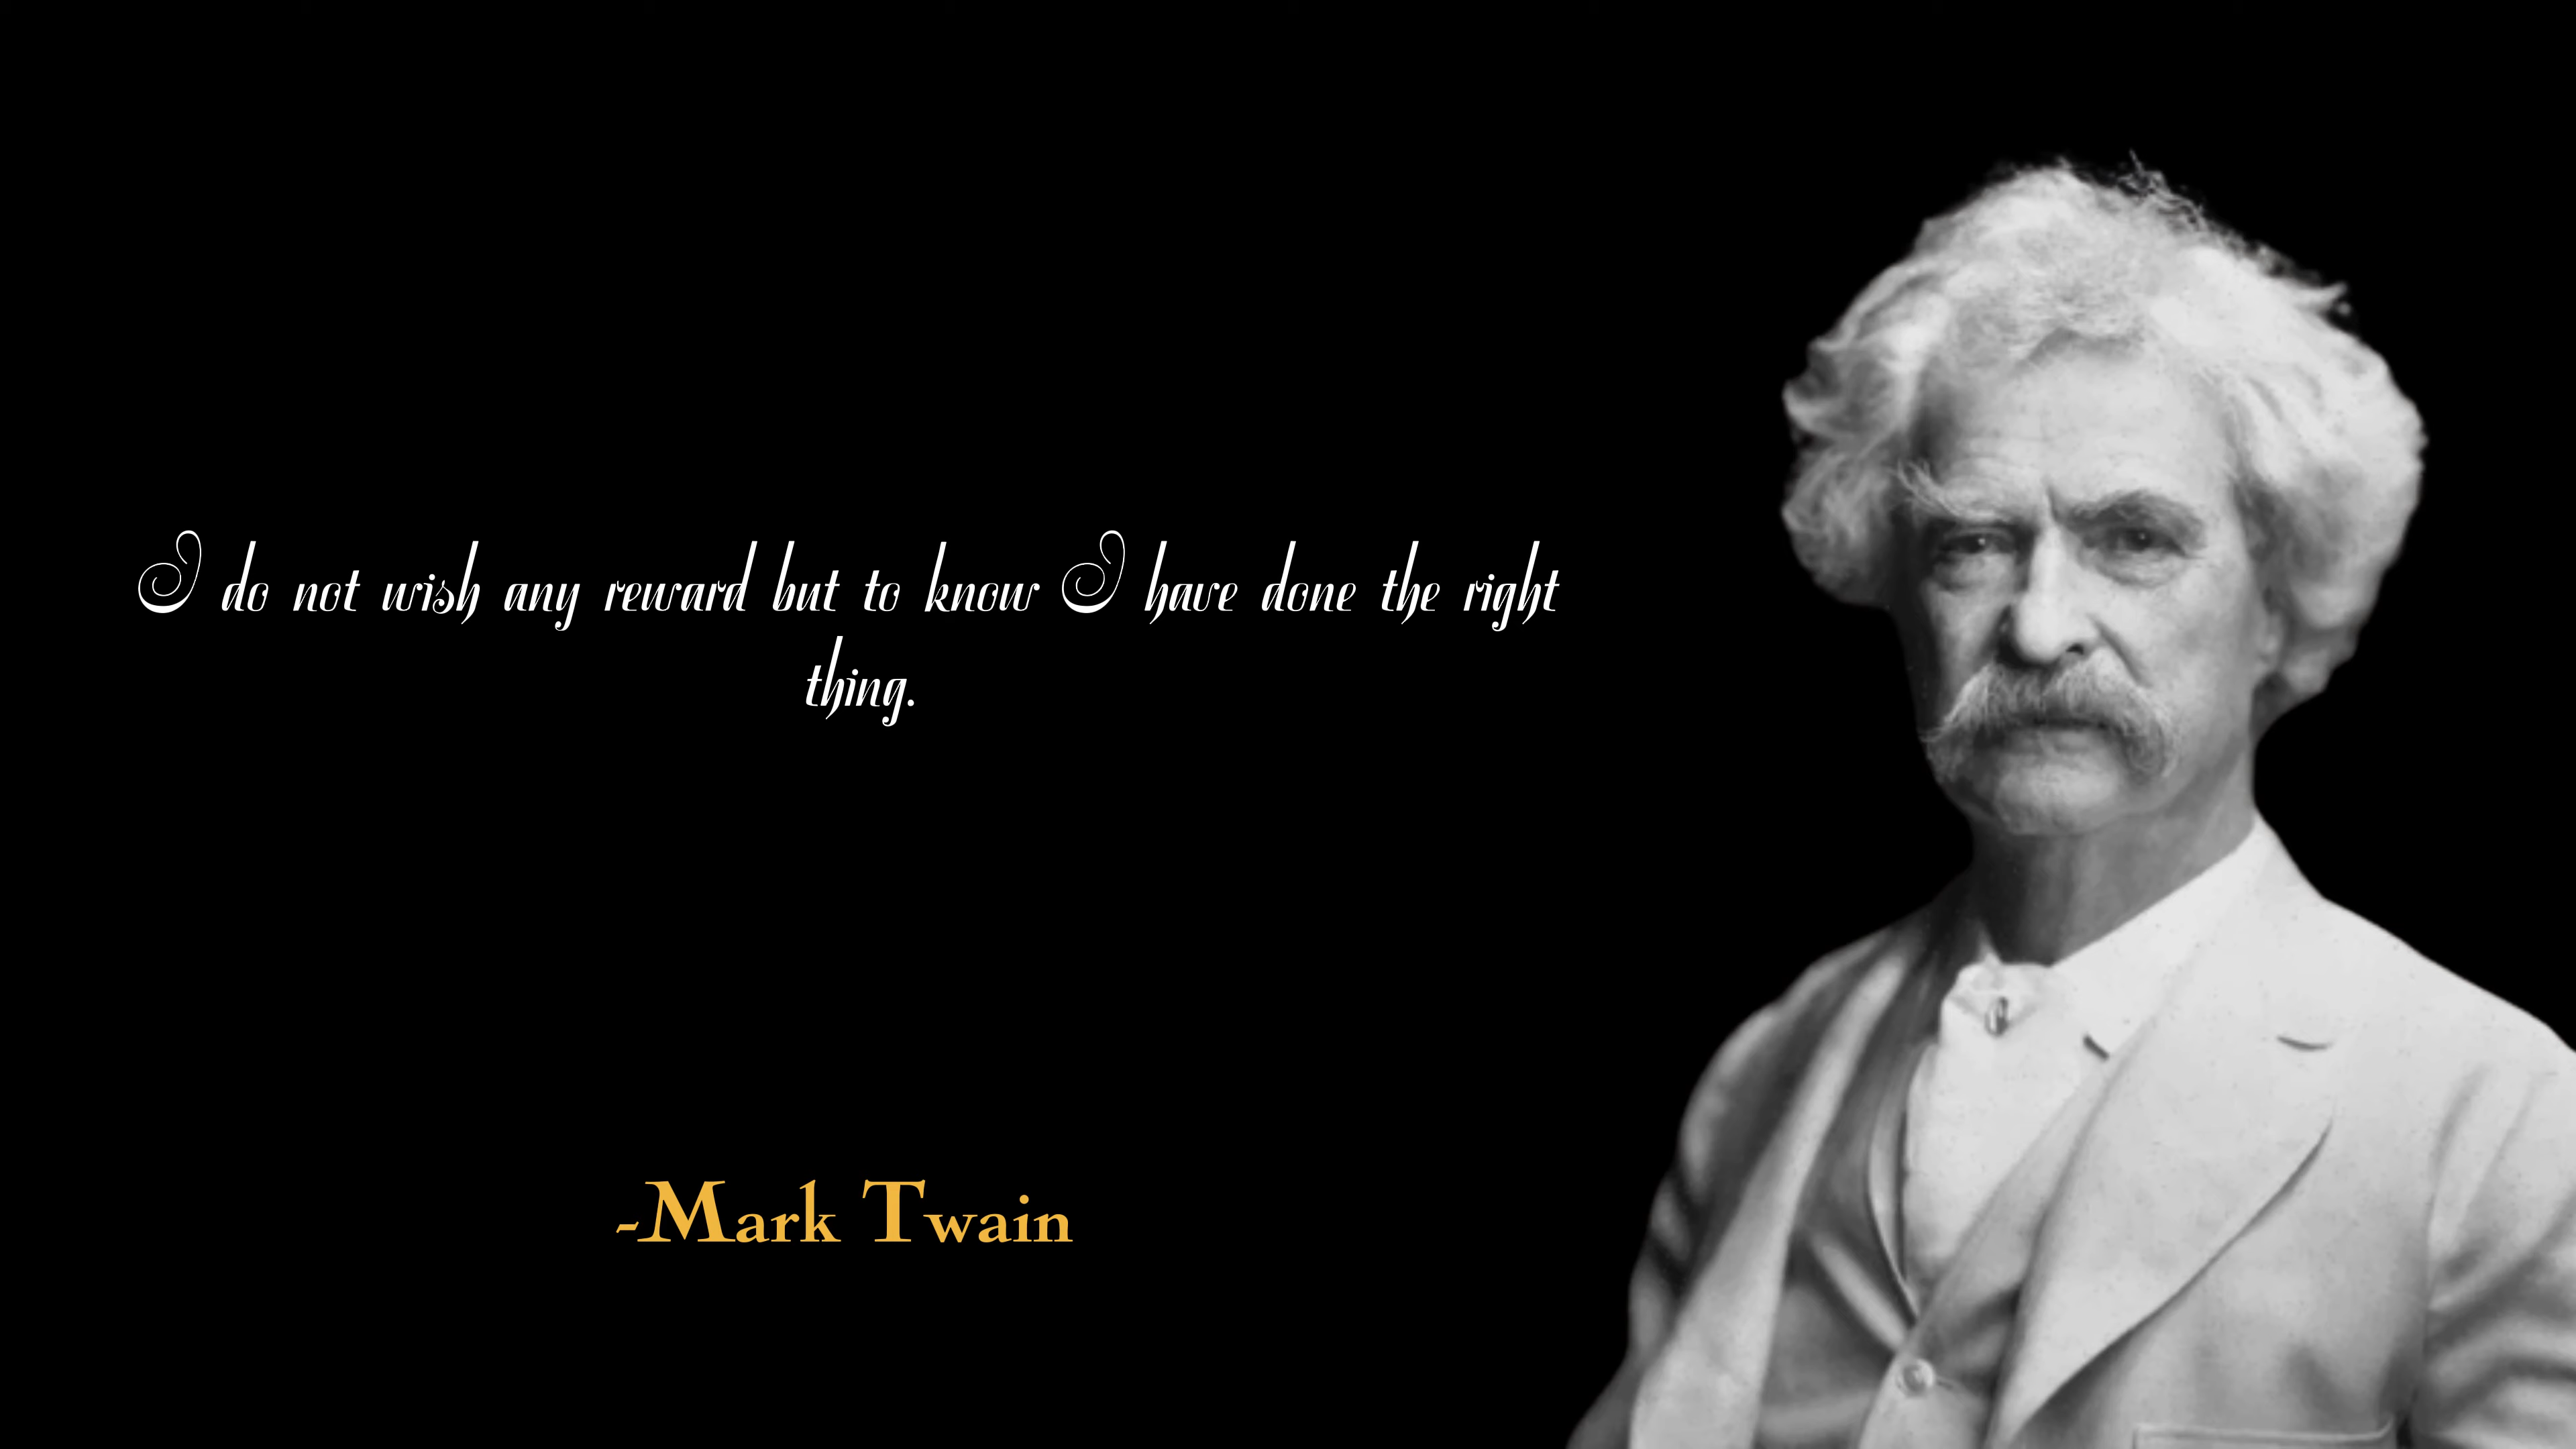 I do not wish any reward but to know I have done the right
thing.
-Mark Twain